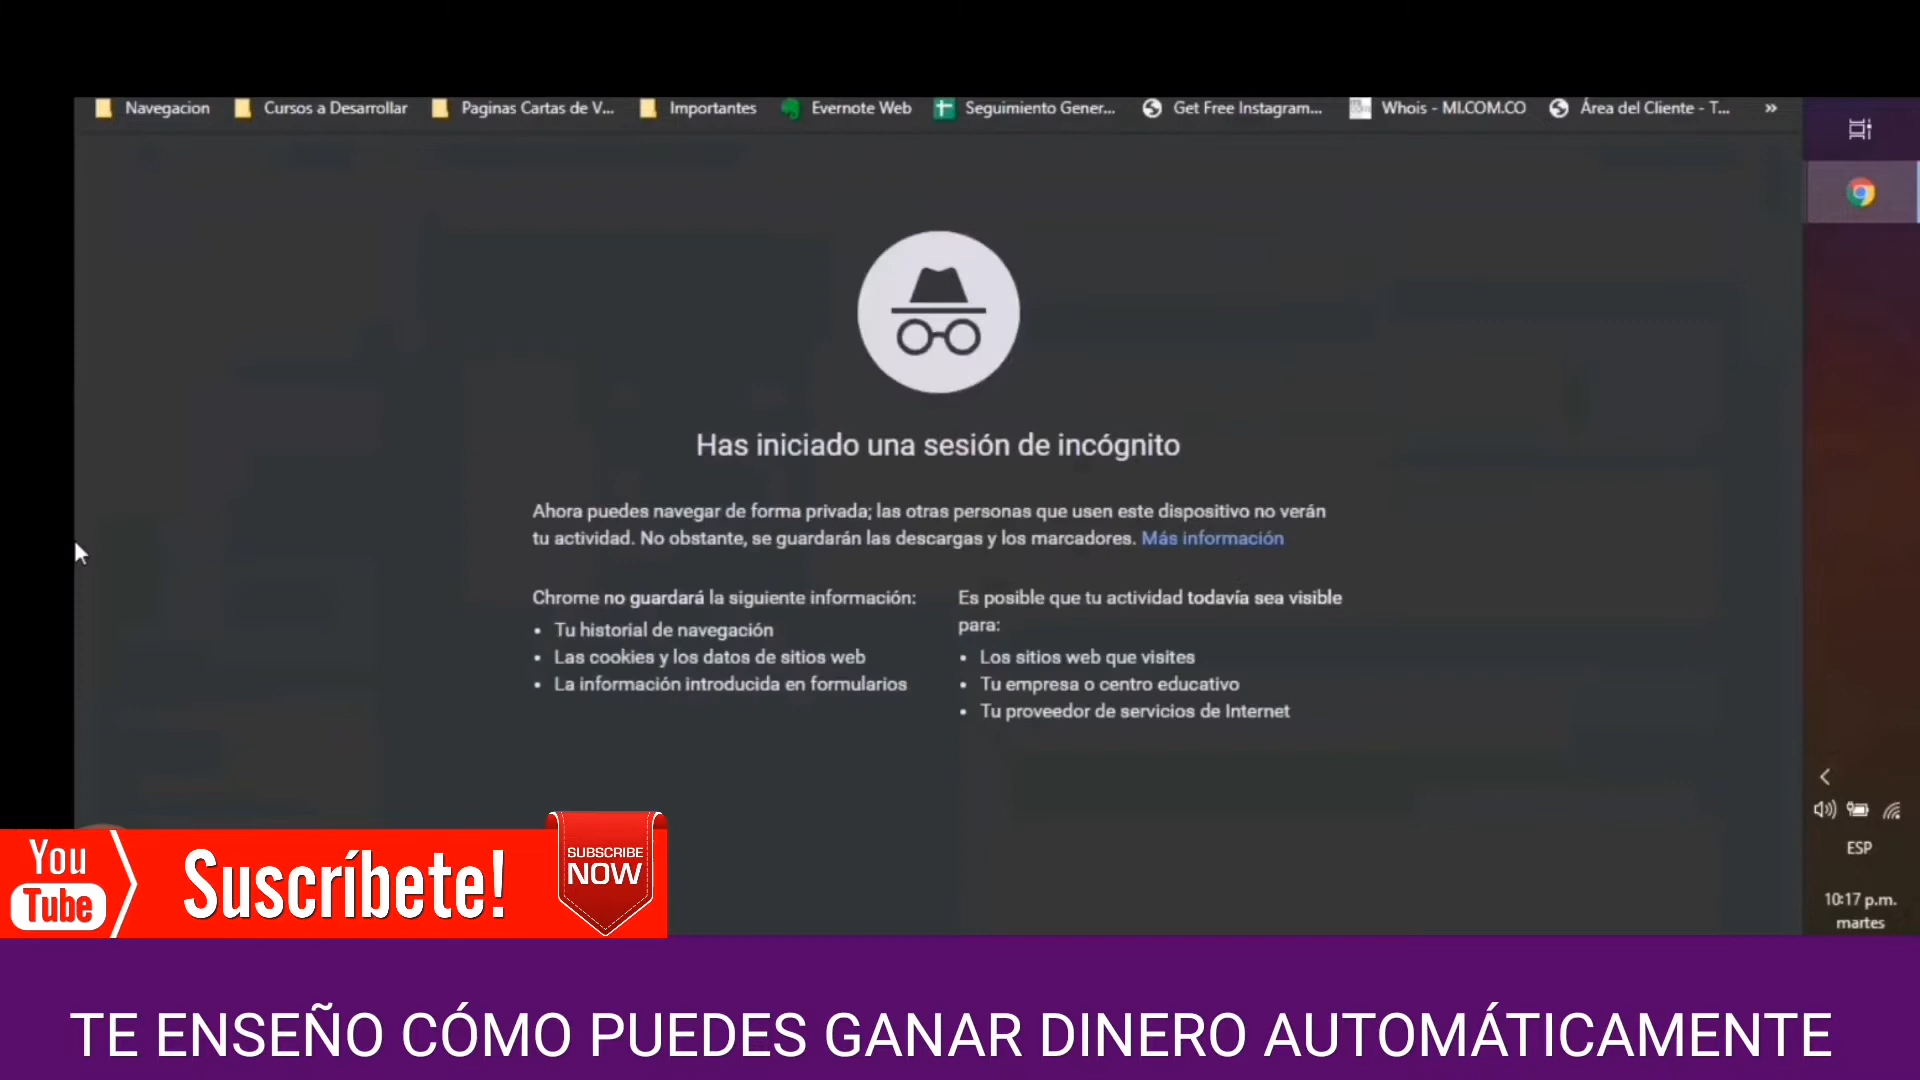 Navegacion Cursos a Desarrollar Paginas Cartas de V... Importantes Evernote Web Seguimiento Gener... Get Free Instagram... Whois - MI.COM.CO Área del Cliente - T... »
Has iniciado una sesión de incógnito
Ahora puedes navegar de forma privada; las otras personas que usen este dispositivo no verán
tu actividad. No obstante, se guardarán las descargas y los marcadores. Más información
Chrome no guardará la siguiente información:
• Tu historial de navegación
• Las cookies y los datos de sitios web
• La información introducida en formularios
Es posible que tu actividad todavía sea visible
para:
• Los sitios web que visites
• Tu empresa o centro educativo
• Tu proveedor de servicios de Internet
ESP
10:17 p.m.
martes
You
Tube
Suscríbete!
SUBSCRIBE
NOW
TE ENSEÑO CÓMO PUEDES GANAR DINERO AUTOMÁTICAMENTE